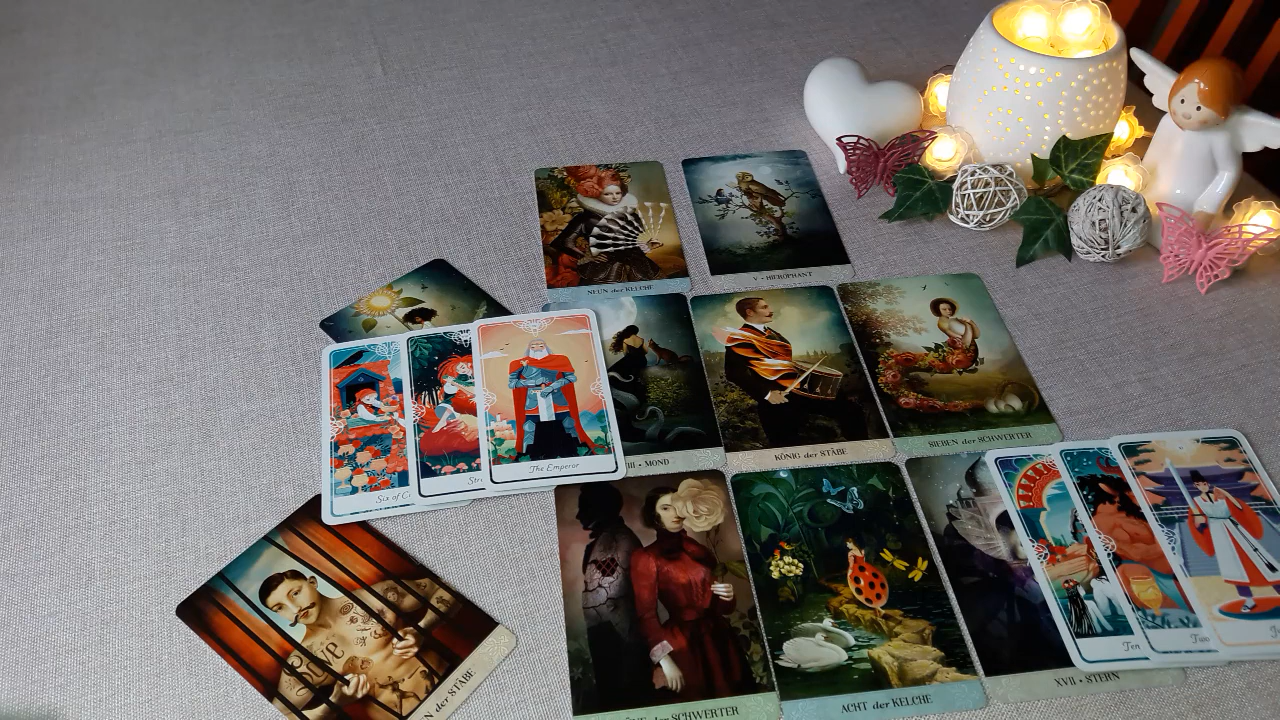 NEUN der KELCHE
V • HIEROPHANT
The Emperor
Six of
MOND
KÖNIG der STÄBE
SIEBEN der SCHWERTER
Love
der STÄBE
der SCHWERTER
ACHT der KELCHE
XVII • STERN
Ten
Two